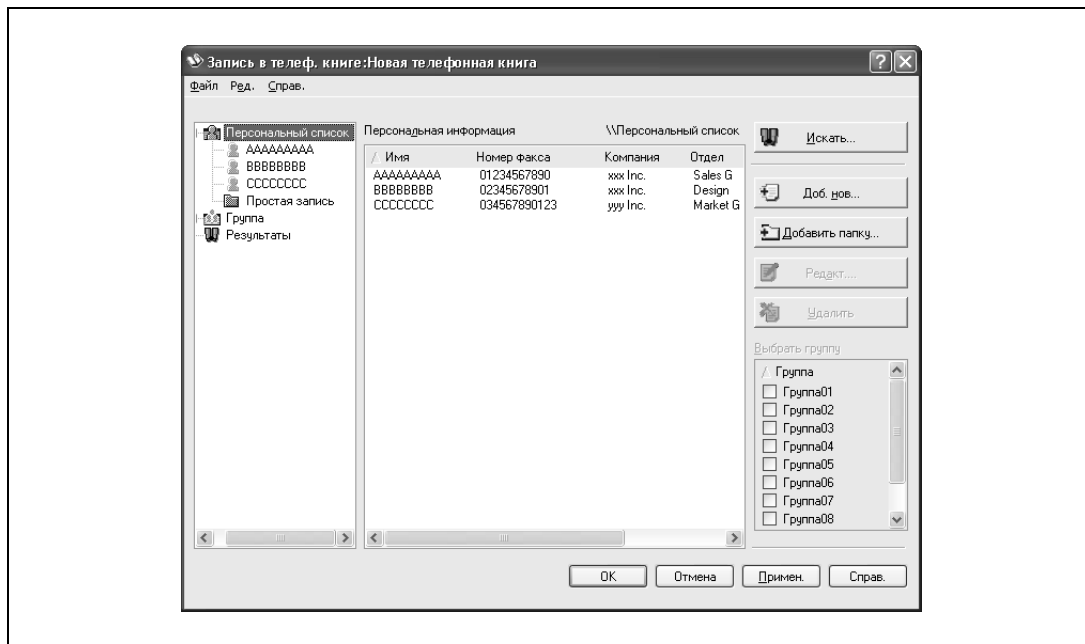 Запись в телеф. книге:Новая телефонная книга
Файл Ред. Справ.
Персональный список
AAAAAAAAA
BBBBBBBB
CCCCCCCC
Простая запись
Группа
Результаты
Персональная информация \\Персональный список
Имя Номер факса Компания Отдел
AAAAAAAAA 01234567890 xxx Inc. Sales G
BBBBBBBB 02345678901 xxx Inc. Design
CCCCCCCC 034567890123 yyy Inc. Market G
Искать...
Доб. нов...
Добавить папку...
Редакт....
Удалить
Выбрать группу
Группа
Группа01
Группа02
Группа03
Группа04
Группа05
Группа06
Группа07
Группа08
OK Отмена Примен. Справ.